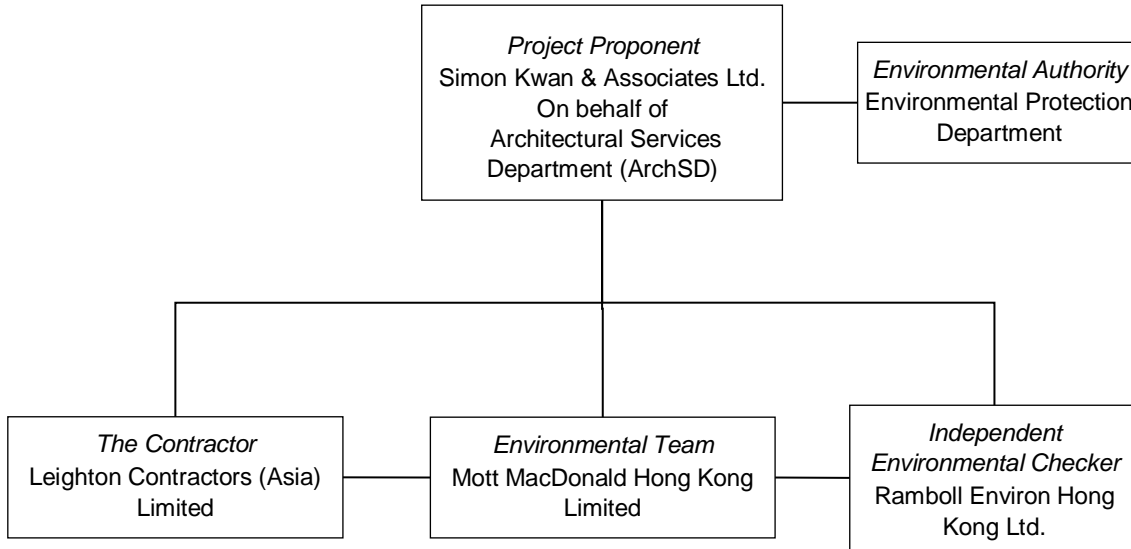 Project Proponent
Simon Kwan & Associates Ltd.
On behalf of
Architectural Services
Department (ArchSD)
Environmental Authority
Environmental Protection
Department
The Contractor
Leighton Contractors (Asia)
Limited
Environmental Team
Mott MacDonald Hong Kong
Limited
Independent
Environmental Checker
Ramboll Environ Hong
Kong Ltd.